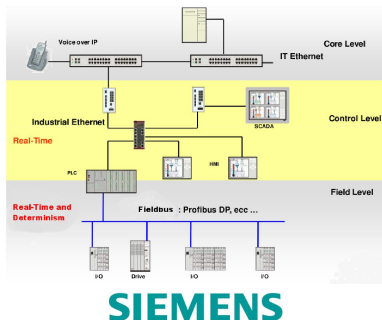 Core Level
Voice over IP
IT Ethernet
Industrial Ethernet
SCADA
Control Level
Real-Time
HMI
PLC
Field Level
Real-Time and
Determinism
Fieldbus : Profibus DP, ecc ...
I/O
Drive
I/O
I/O
SIEMENS